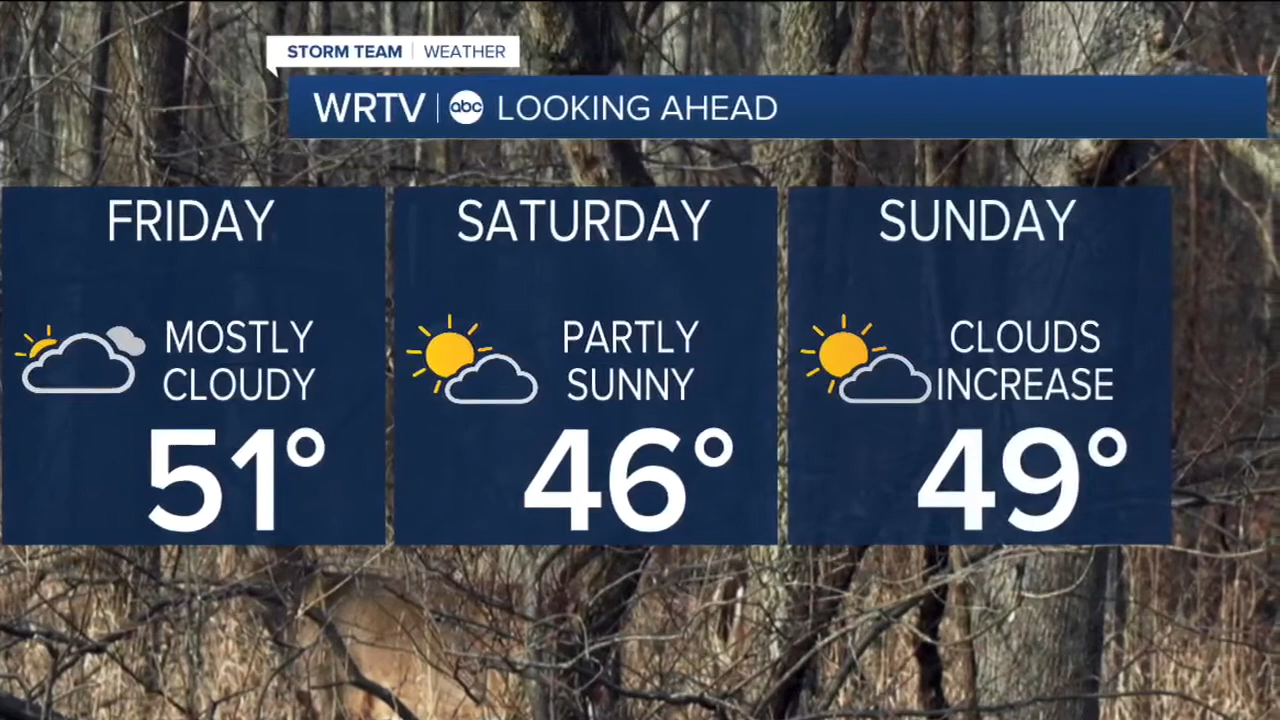 STORM TEAM | WEATHER
WRTV | abc LOOKING AHEAD
FRIDAY
MOSTLY
CLOUDY
51°
SATURDAY
PARTLY
SUNNY
46°
SUNDAY
CLOUDS
INCREASE
49°